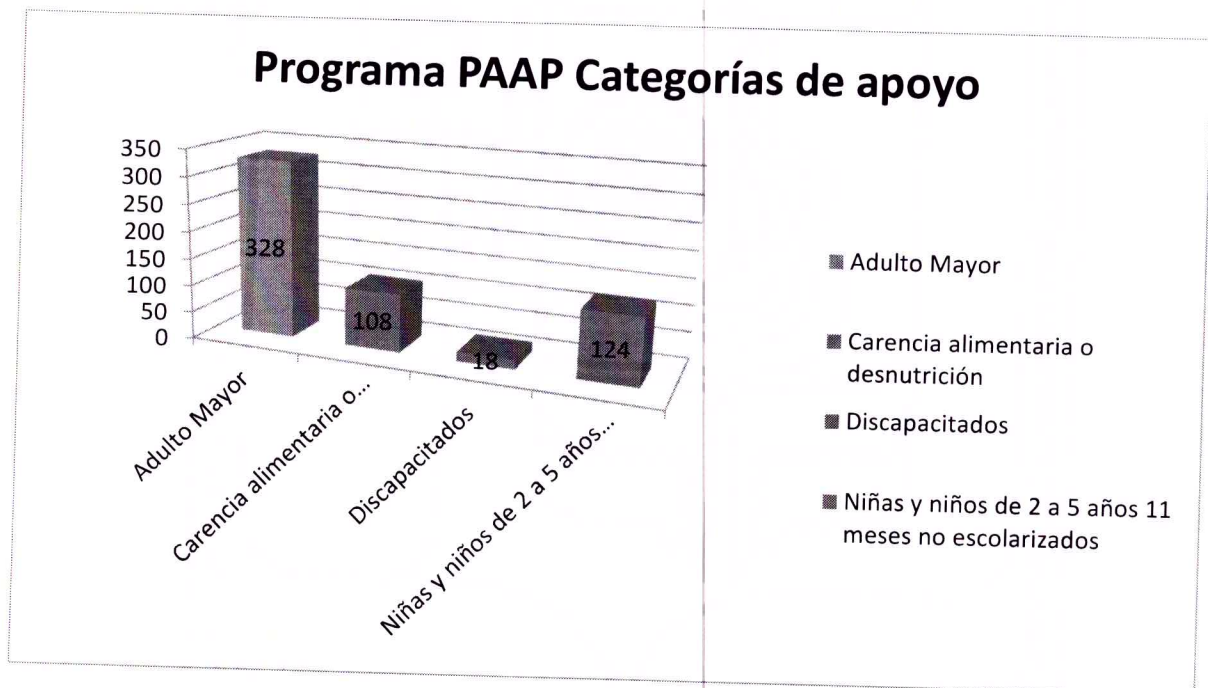 Programa PAAP Categorías de apoyo
350
300
250
200
150
100
50
0
328
108
18
124
Adulto Mayor
Carencia alimentaria o...
Discapacitados
Niñas y niños de 2 a 5 años...
Adulto Mayor
Carencia alimentaria o
desnutrición
Discapacitados
Niñas y niños de 2 a 5 años 11
meses no escolarizados